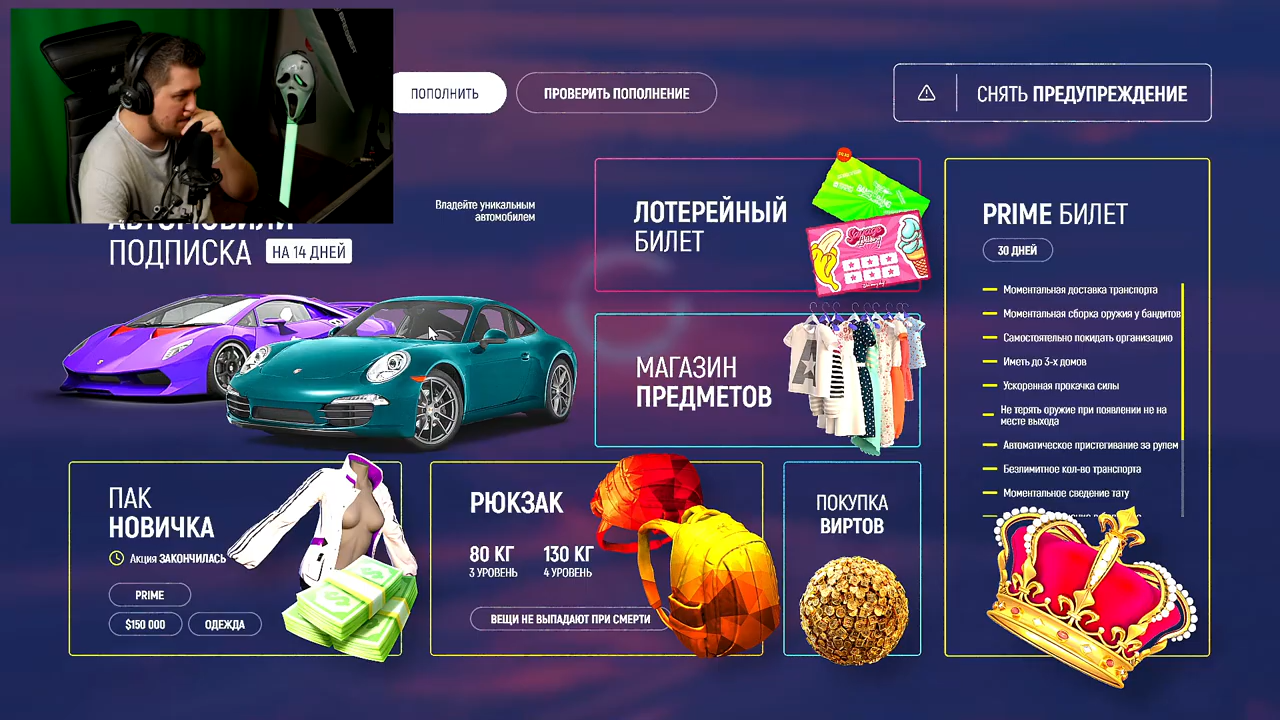 ПОПОЛНИТЬ
ПРОВЕРИТЬ ПОПОЛНЕНИЕ
СНЯТЬ ПРЕДУПРЕЖДЕНИЕ
АВТОМОБИЛИ
ПОДПИСКА НА 14 ДНЕЙ
Владейте уникальным
автомобилем
ЛОТЕРЕЙНЫЙ
БИЛЕТ
МАГАЗИН
ПРЕДМЕТОВ
PRIME БИЛЕТ
30 ДНЕЙ
Моментальная доставка транспорта
Моментальная сборка оружия у бандитов
Самостоятельно покидать организацию
Иметь до 3-х домов
Ускоренная прокачка силы
Не терять оружие при появлении не на
месте выхода
Автоматическое пристегивание за рулем
Безлимитное кол-во транспорта
Моментальное сведение тату
ПАК
НОВИЧКА
Акция ЗАКОНЧИЛАСЬ
PRIME
$150 000
ОДЕЖДА
РЮКЗАК
80 КГ
3 УРОВЕНЬ
130 КГ
4 УРОВЕНЬ
ВЕЩИ НЕ ВЫПАДАЮТ ПРИ СМЕРТИ
ПОКУПКА
ВИРТОВ